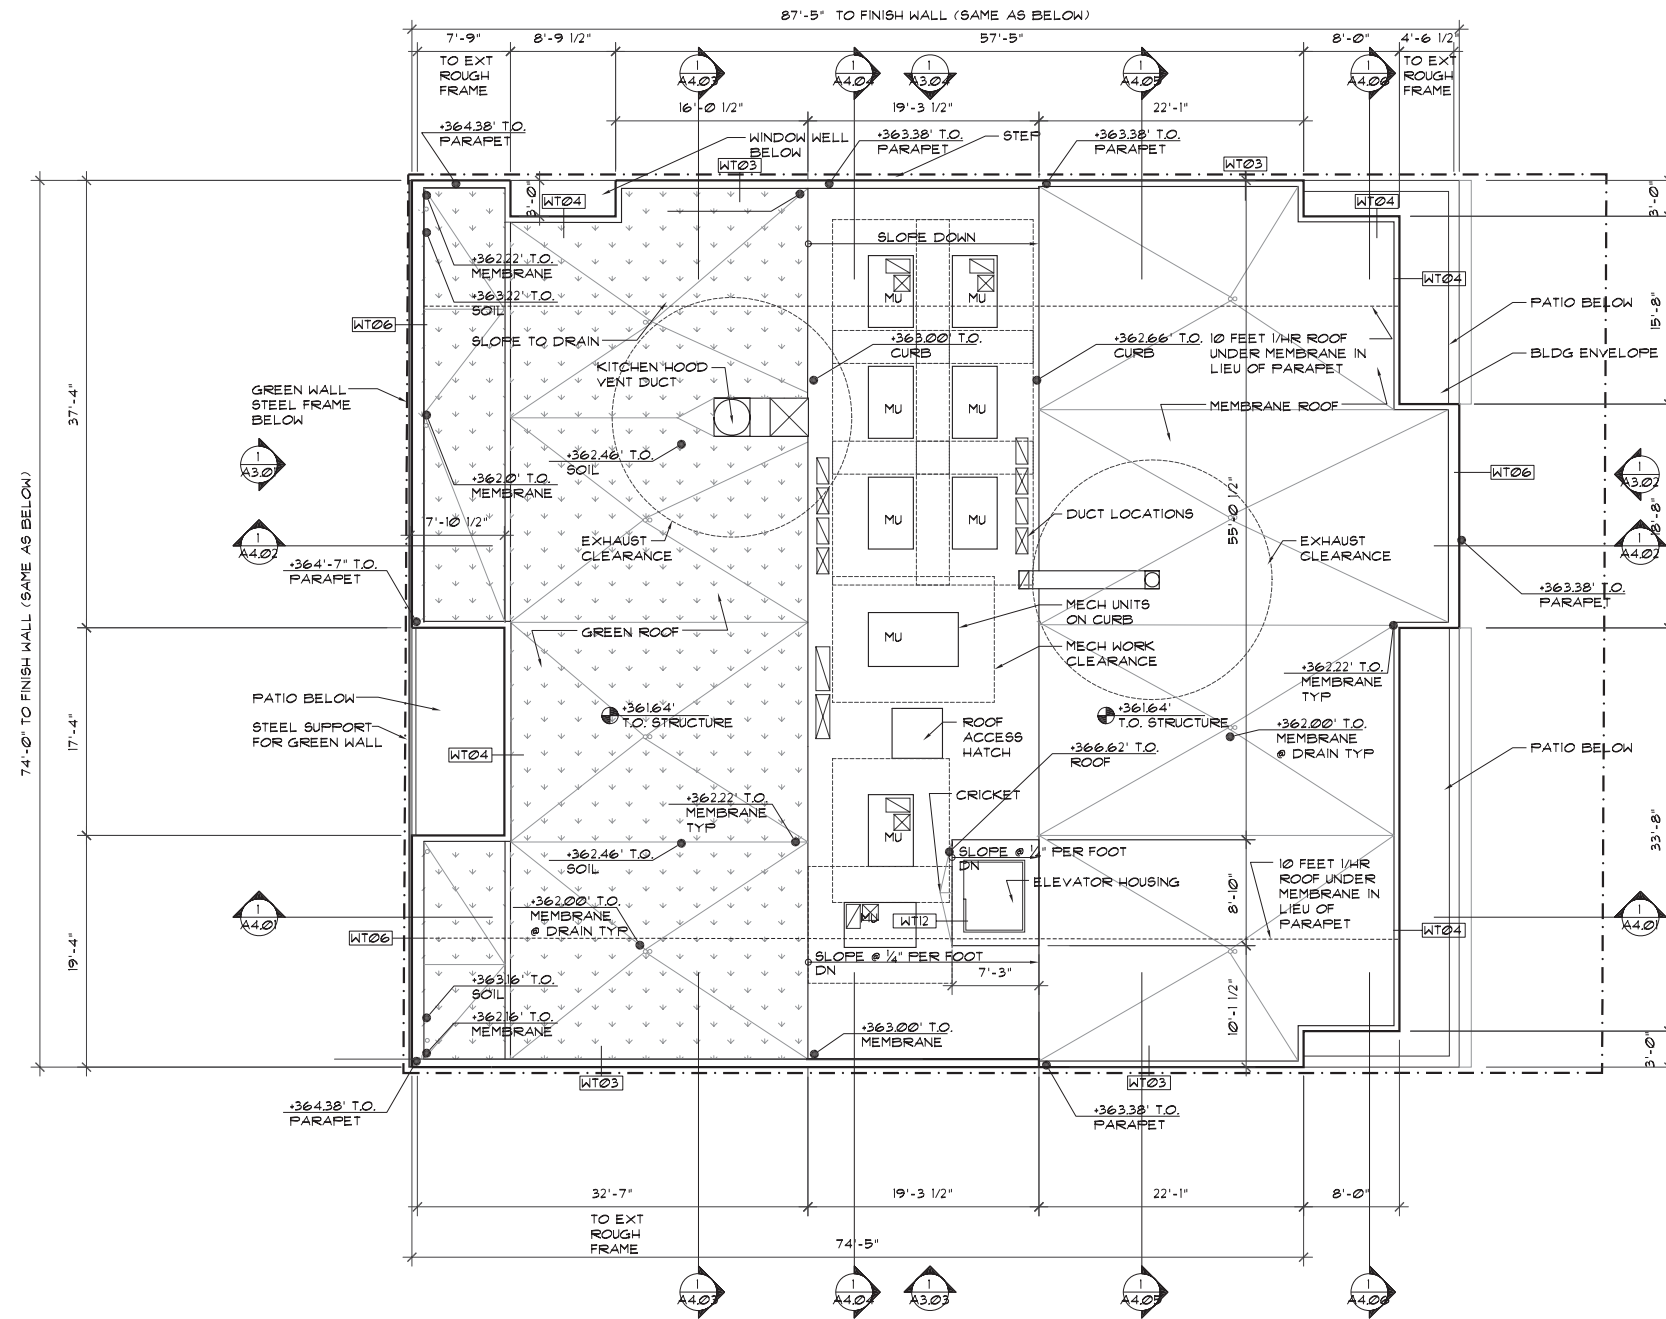 87'-5" TO FINISH WALL (SAME AS BELOW)
7'-9"
8'-9 1/2"
57'-5"
8'-0"
4'-6 1/2"
TO EXT
ROUGH
FRAME
1
A4.03
1
A4.04
1
A3.04
1
A4.05
1
A4.06
TO EXT
ROUGH
FRAME
16'-0 1/2"
19'-3 1/2"
22'-1"
+364.38' T.O.
PARAPET
WINDOW WELL
BELOW
+363.38' T.O.
PARAPET
STEP
+363.38' T.O.
PARAPET
WT03
WT03
3'-0"
WT04
WT04
3'-0"
SLOPE DOWN
+362.22' T.O.
MEMBRANE
+363.22' T.O.
SOIL
MU
MU
WT04
PATIO BELOW
15'-8"
WT06
SLOPE TO DRAIN
+363.00' T.O.
CURB
+362.66' T.O.
CURB
10 FEET 1/HR ROOF
UNDER MEMBRANE IN
LIEU OF PARAPET
BLDG ENVELOPE
KITCHEN HOOD
VENT DUCT
GREEN WALL
STEEL FRAME
BELOW
37'-4"
MU
MU
MEMBRANE ROOF
1
A3.01
+362.46' T.O.
SOIL
+362.0' T.O.
MEMBRANE
WT06
1
A3.02
74'-0" TO FINISH WALL (SAME AS BELOW)
7'-10 1/2"
MU
MU
DUCT LOCATIONS
55'-0 1/2"
18'-8"
1
A4.02
EXHAUST
CLEARANCE
EXHAUST
CLEARANCE
1
A4.02
+364'-7" T.O.
PARAPET
+363.38' T.O.
PARAPET
MECH UNITS
ON CURB
GREEN ROOF
MU
MECH WORK
CLEARANCE
+362.22' T.O.
MEMBRANE
TYP
PATIO BELOW
STEEL SUPPORT
FOR GREEN WALL
17'-4"
+361.64'
T.O. STRUCTURE
+361.64'
T.O. STRUCTURE
ROOF
ACCESS
HATCH
+362.00' T.O.
MEMBRANE
@ DRAIN TYP
WT04
+366.62' T.O.
ROOF
PATIO BELOW
CRICKET
+362.22' T.O.
MEMBRANE
TYP
MU
33'-8"
+362.46' T.O.
SOIL
SLOPE @ 1/4" PER FOOT
DN
ELEVATOR HOUSING
10 FEET 1/HR
ROOF UNDER
MEMBRANE IN
LIEU OF
PARAPET
8'-10"
+362.00' T.O.
MEMBRANE
@ DRAIN TYP
1
A4.01
MU
WT12
1
A4.01
WT06
WT04
19'-4"
SLOPE @ 1/4" PER FOOT
DN
7'-3"
+363.16' T.O.
SOIL
+362.16' T.O.
MEMBRANE
+363.00' T.O.
MEMBRANE
10'-1 1/2"
3'-0"
WT03
WT03
+364.38' T.O.
PARAPET
+363.38' T.O.
PARAPET
32'-7"
19'-3 1/2"
22'-1"
8'-0"
TO EXT
ROUGH
FRAME
74'-5"
1
A4.03
1
A4.04
1
A3.03
1
A4.05
1
A4.06